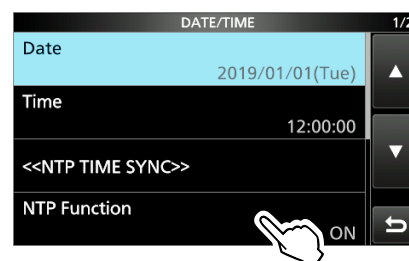 DATE/TIME 1/2
Date
2019/01/01(Tue)
Time
12:00:00
<<NTP TIME SYNC>>
NTP Function
ON